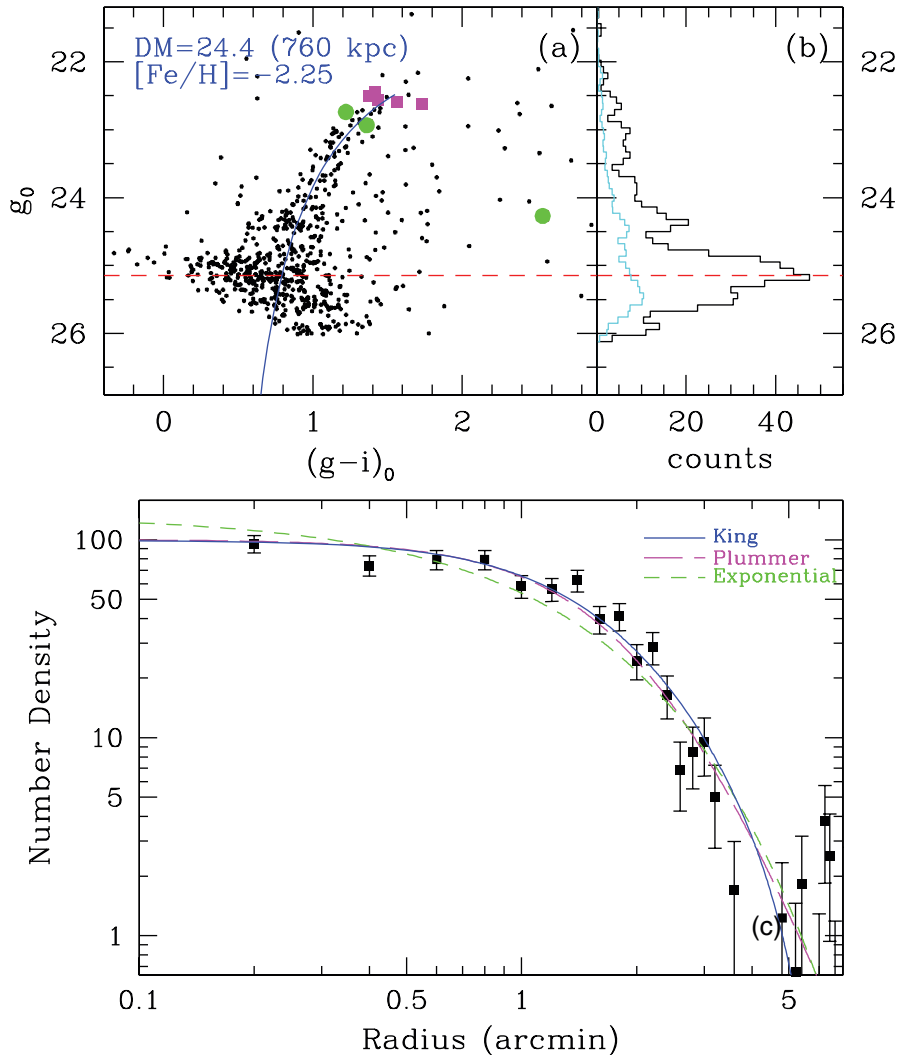 DM=24.4 (760 kpc)
[Fe/H]=−2.25
(a)
(b)
22
24
26
g₀
0
1
2
(g−i)₀
22
26
0
20
40
counts
King
Plummer
Exponential
100
50
10
5
1
Number Density
(c)
0.1
0.5
1
5
Radius (arcmin)